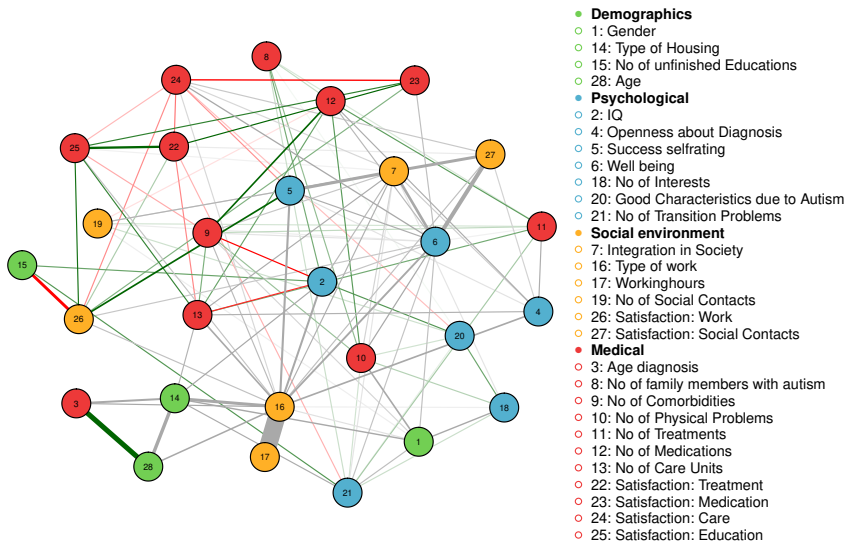 8
24
23
12
25
22
27
7
5
19
11
9
6
15
2
26
13
4
20
10
3
14
16
18
1
17
28
21
Demographics
1: Gender
14: Type of Housing
15: No of unfinished Educations
28: Age
Psychological
2: IQ
4: Openness about Diagnosis
5: Success selfrating
6: Well being
18: No of Interests
20: Good Characteristics due to Autism
21: No of Transition Problems
Social environment
7: Integration in Society
16: Type of work
17: Workinghours
19: No of Social Contacts
26: Satisfaction: Work
27: Satisfaction: Social Contacts
Medical
3: Age diagnosis
8: No of family members with autism
9: No of Comorbidities
10: No of Physical Problems
11: No of Treatments
12: No of Medications
13: No of Care Units
22: Satisfaction: Treatment
23: Satisfaction: Medication
24: Satisfaction: Care
25: Satisfaction: Education